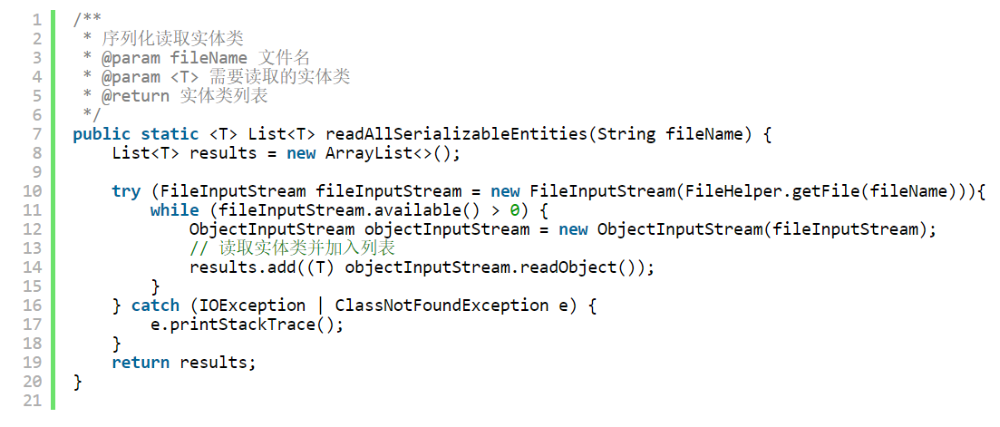 1 /**
2  * 序列化读取实体类
3  * @param fileName 文件名
4  * @param <T> 需要读取的实体类
5  * @return 实体类列表
6  */
7 public static <T> List<T> readAllSerializableEntities(String fileName) {
8     List<T> results = new ArrayList<>();
9
10     try (FileInputStream fileInputStream = new FileInputStream(FileHelper.getFile(fileName))){
11         while (fileInputStream.available() > 0) {
12             ObjectInputStream objectInputStream = new ObjectInputStream(fileInputStream);
13             // 读取实体类并加入列表
14             results.add((T) objectInputStream.readObject());
15         }
16     } catch (IOException | ClassNotFoundException e) {
17         e.printStackTrace();
18     }
19     return results;
20 }
21